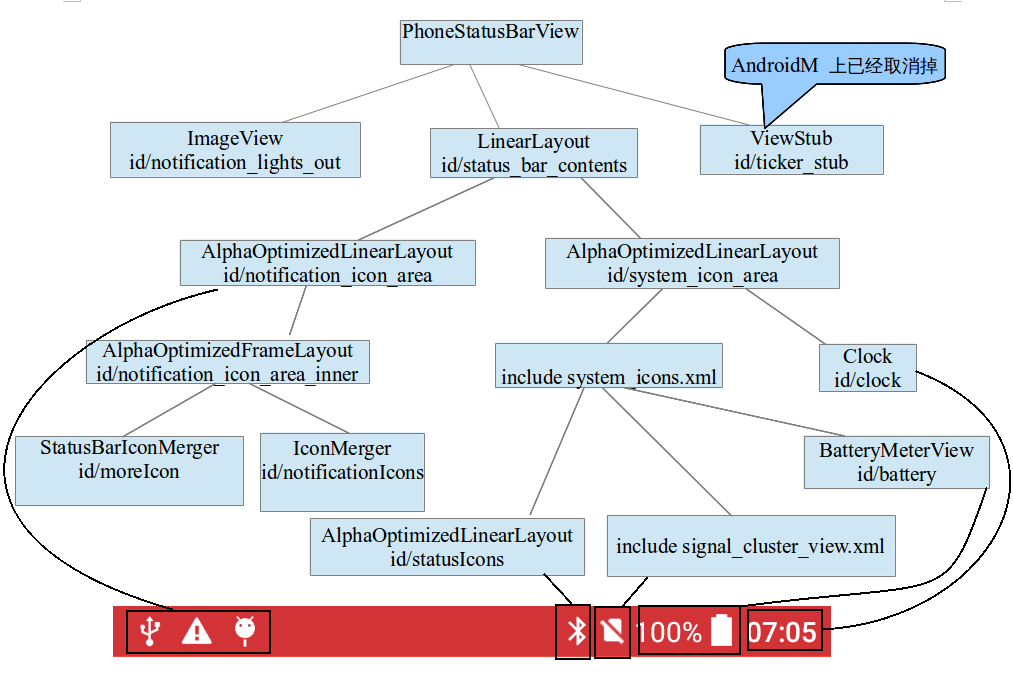 PhoneStatusBarView
AndroidM 上已经取消掉
ImageView
id/notification_lights_out
LinearLayout
id/status_bar_contents
ViewStub
id/ticker_stub
AlphaOptimizedLinearLayout
id/notification_icon_area
AlphaOptimizedLinearLayout
id/system_icon_area
AlphaOptimizedFrameLayout
id/notification_icon_area_inner
include system_icons.xml
Clock
id/clock
StatusBarIconMerger
id/moreIcon
IconMerger
id/notificationIcons
BatteryMeterView
id/battery
AlphaOptimizedLinearLayout
id/statusIcons
include signal_cluster_view.xml
100%
07:05